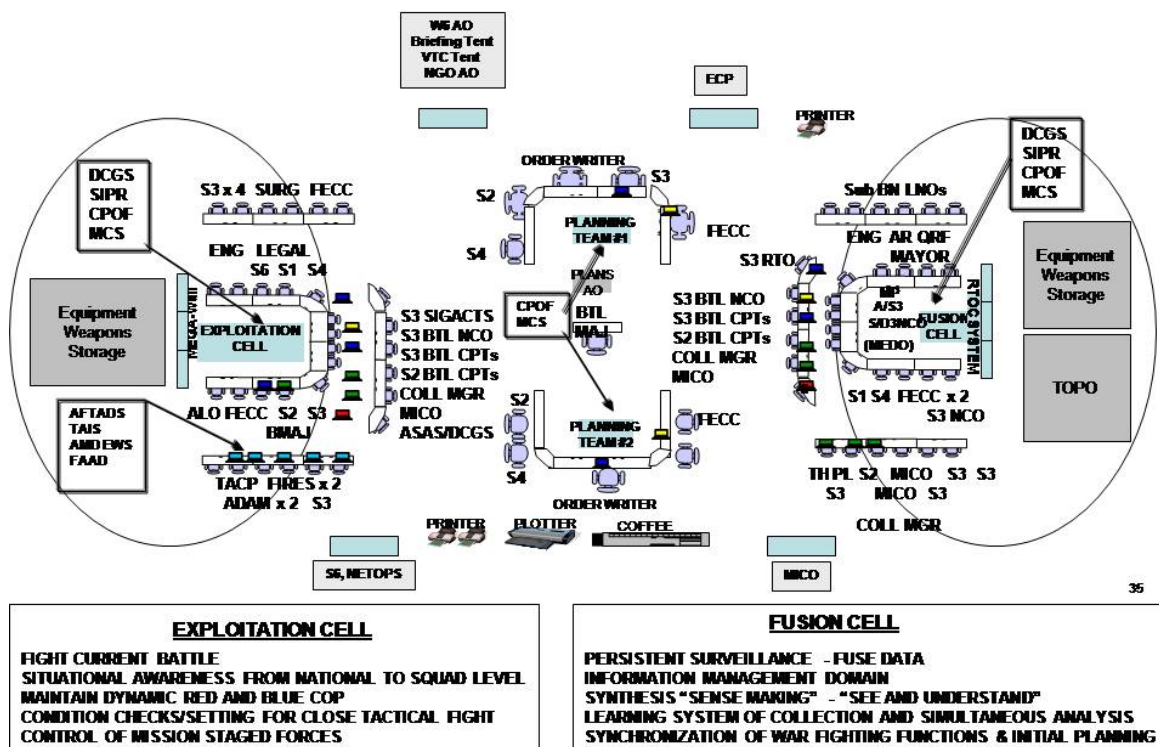 W6 AO
Briefing Tent
VTC Tent
NGO AO
ECP
PRINTER
DCGS
SIPR
CPOF
MCS
S3 x 4 SURG FECC
ENG LEGAL
S6 S1 S4
Equipment
Weapons
Storage
EXPLOITATION
CELL
ALO FECC S2 S3
BMAJ
AFTADS
TAIS
AMDEWS
FAAD
TACP FIRES x 2
ADAM x 2 S3
S3 SIGACTS
S3 BTL NCO
S3 BTL CPTs
S2 BTL CPTs
COLL MGR
MICO
ASAS/DCGS
ORDER WRITER
S2
S3
S4
FECC
PLANNING
TEAM #1
PLANS
AO
BTL
MAJ
CPOF
MCS
S2
FECC
PLANNING
TEAM #2
S4
ORDER WRITER
S3 RTO
S3 BTL NCO
S3 BTL CPTs
S2 BTL CPTs
COLL MGR
MICO
DCGS
SIPR
CPOF
MCS
Sub BN LNOs
ENG AR QRF
MAYOR
A/S3
(MEDO)
FUSION
CELL
RTOC SYSTEM
S1 S4 FECC x 2
S3 NCO
Equipment
Weapons
Storage
TOPO
TH PL S2 MICO S3 S3
S3 MICO S3
COLL MGR
PRINTER
PLOTTER
COFFEE
S6, NETOPS
MICO
35
EXPLOITATION CELL
FIGHT CURRENT BATTLE
SITUATIONAL AWARENESS FROM NATIONAL TO SQUAD LEVEL
MAINTAIN DYNAMIC RED AND BLUE COP
CONDITION CHECKS/SETTING FOR CLOSE TACTICAL FIGHT
CONTROL OF MISSION STAGED FORCES
FUSION CELL
PERSISTENT SURVEILLANCE - FUSE DATA
INFORMATION MANAGEMENT DOMAIN
SYNTHESIS "SENSE MAKING" - "SEE AND UNDERSTAND"
LEARNING SYSTEM OF COLLECTION AND SIMULTANEOUS ANALYSIS
SYNCHRONIZATION OF WAR FIGHTING FUNCTIONS & INITIAL PLANNING